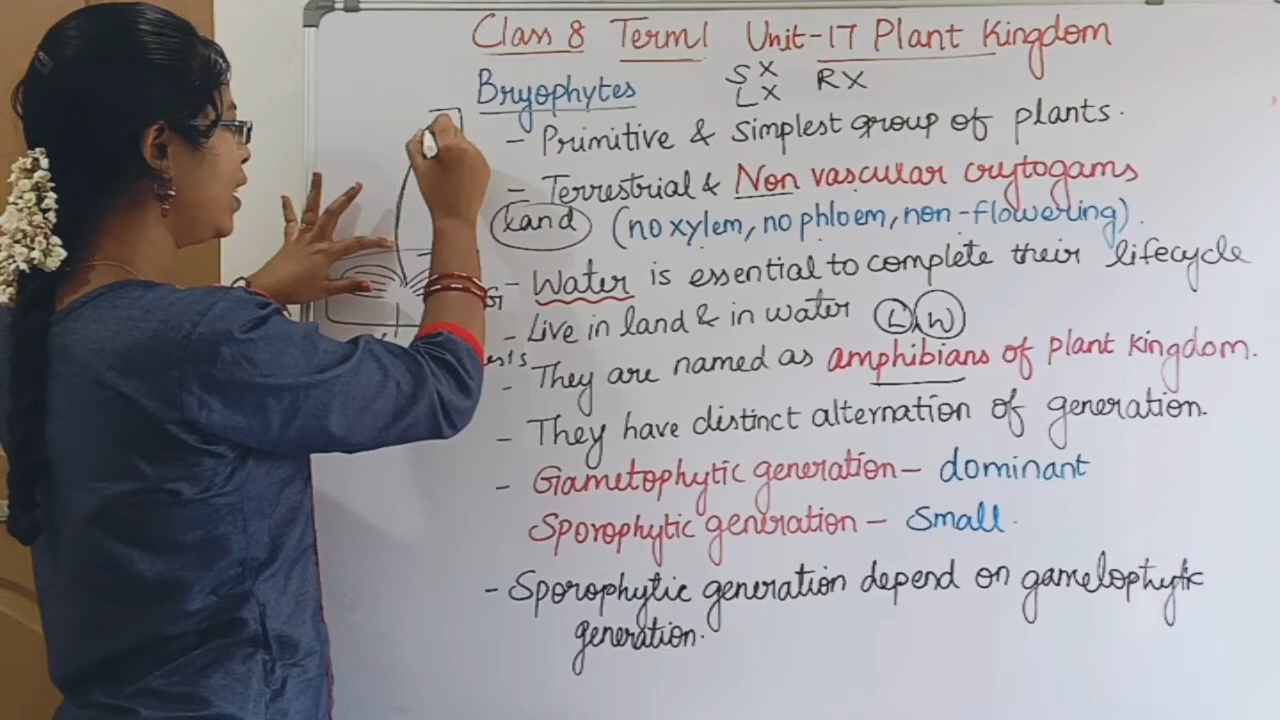 Class 8 Term 1 Unit-17 Plant Kingdom
Bryophytes
S X
L X
R X
- Primitive & Simplest group of plants.
- Terrestrial & Non vascular crytogams
Land (no xylem, no phloem, non-flowering).
- Water is essential to complete their lifecycle
- Live in land & in water L W
- They are named as amphibians of plant kingdom.
- They have distinct alternation of generation.
- Gametophytic generation - dominant
Sporophytic generation - Small.
- Sporophytic generation depend on gamelophytic
generation.